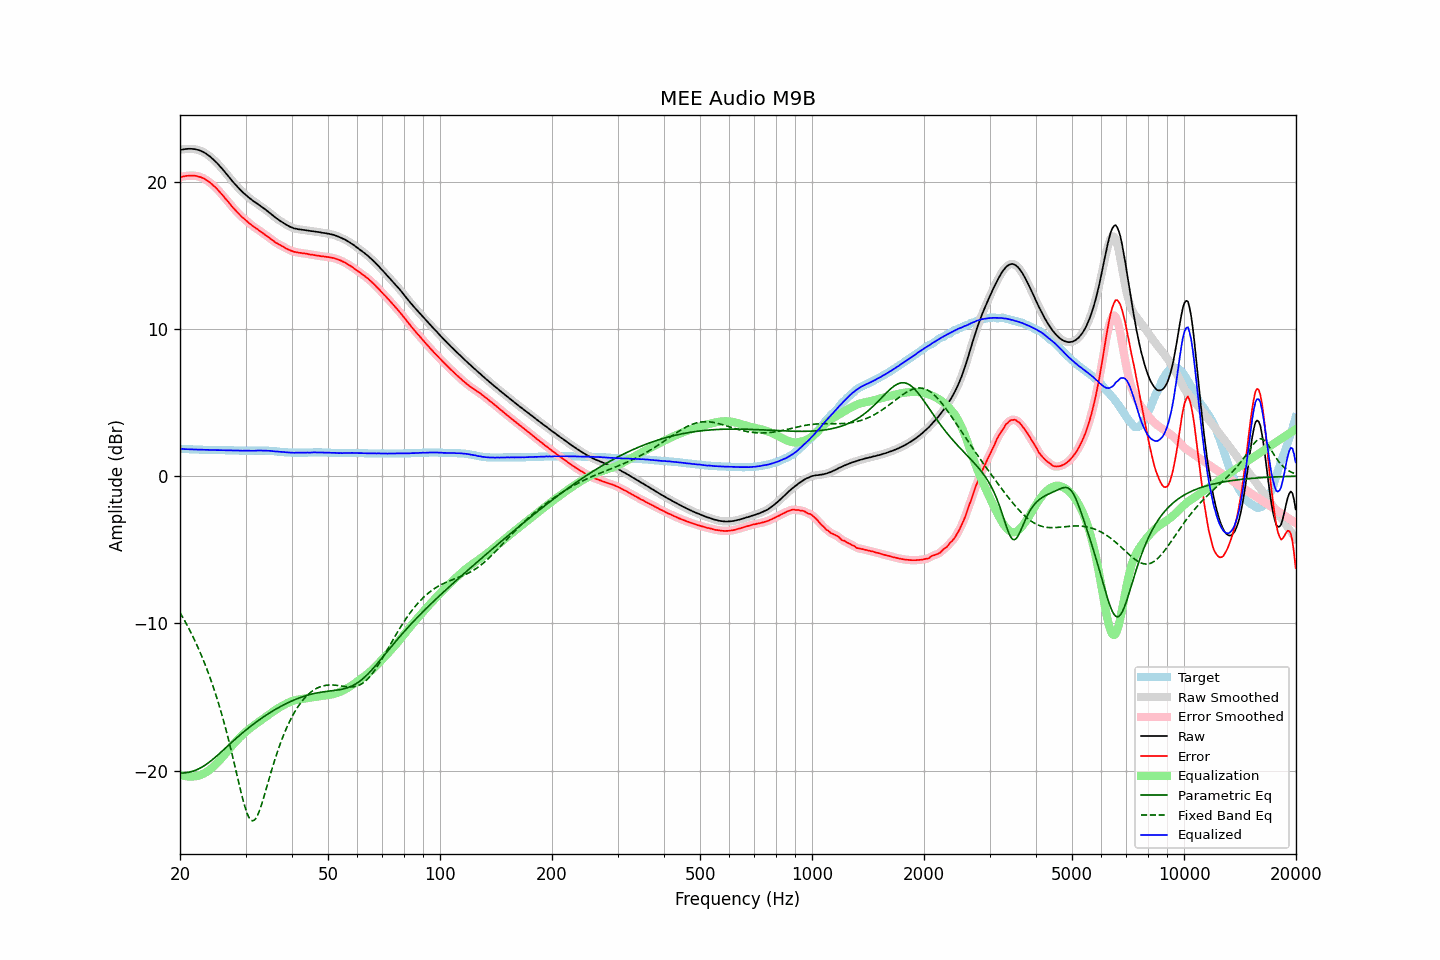 MEE Audio M9B
Amplitude (dBr)
20
10
0
−10
−20
20
50
100
200
500
1000
2000
5000
10000
20000
Frequency (Hz)
Target
Raw Smoothed
Error Smoothed
Raw
Error
Equalization
Parametric Eq
Fixed Band Eq
Equalized